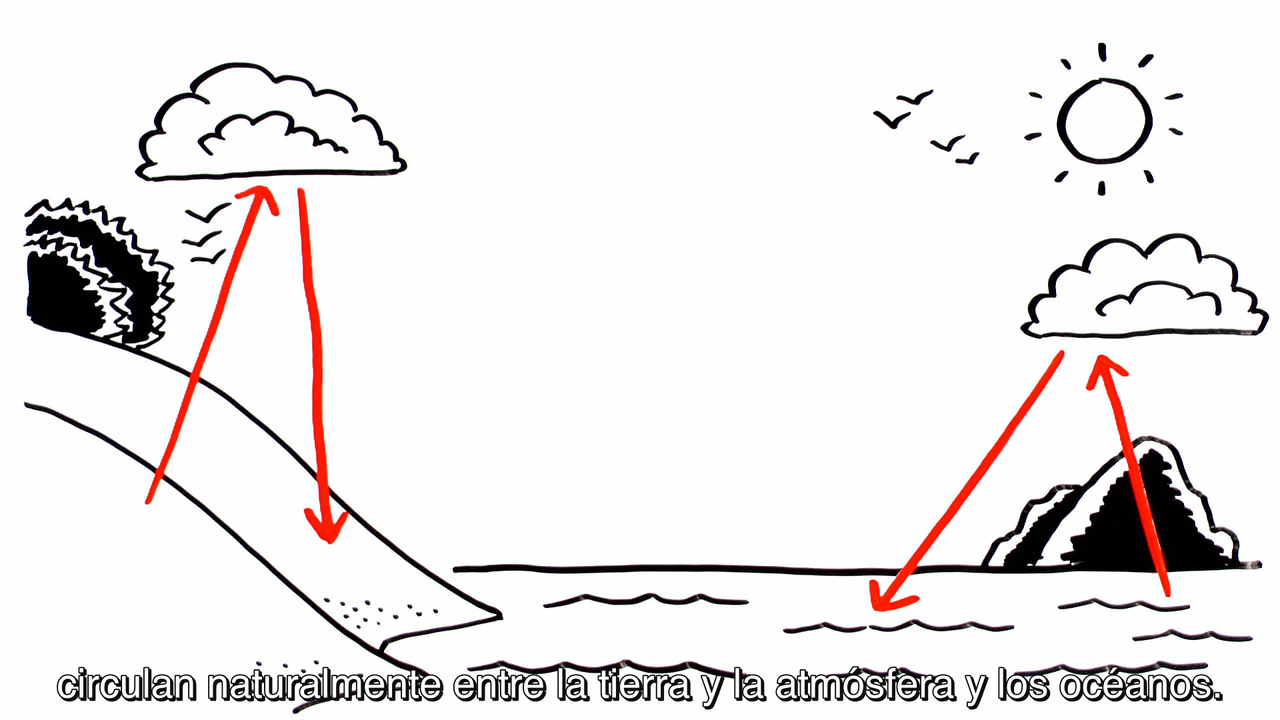 circulan naturalmente entre la tierra y la atmósfera y los océanos.